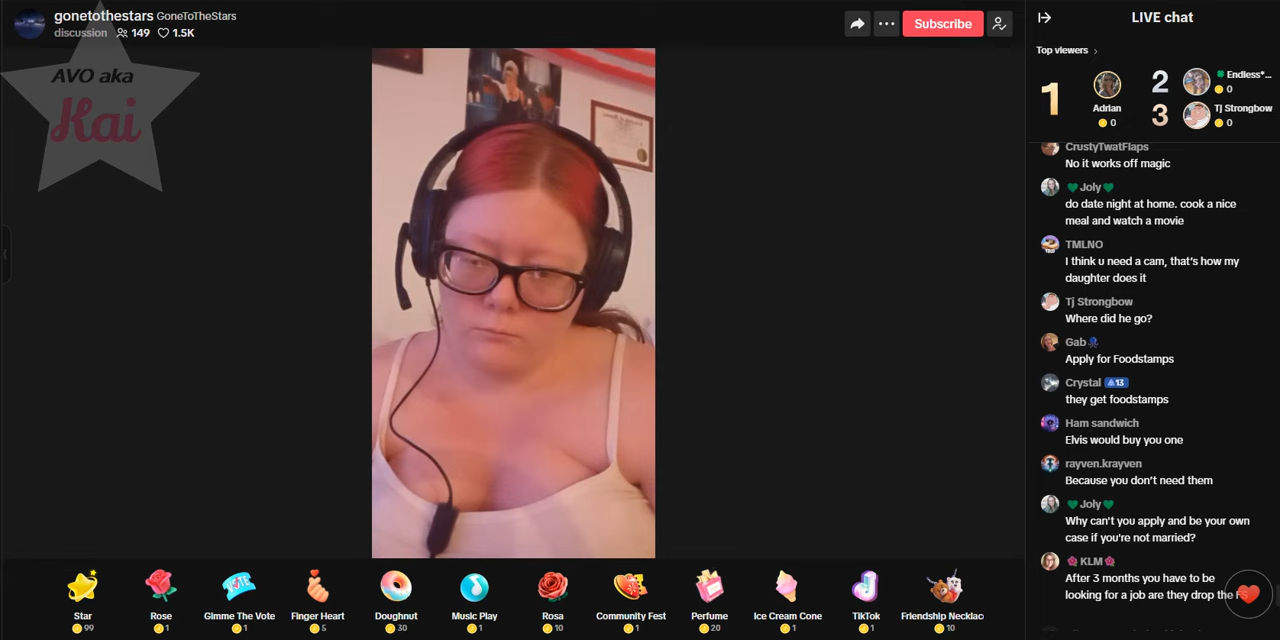 gonetothestars GoneToTheStars
discussion 149 1.5K
Subscribe
AVO aka
Kai
LIVE chat
Top viewers
1
Adrian
0
2
Endless*...
0
3
Tj Strongbow
0
CrustyTwatFlaps
No it works off magic
Joly
do date night at home. cook a nice
meal and watch a movie
TMLNO
I think u need a cam, that's how my
daughter does it
Tj Strongbow
Where did he go?
Gab
Apply for Foodstamps
Crystal 13
they get foodstamps
Ham sandwich
Elvis would buy you one
rayven.krayven
Because you don't need them
Joly
Why can't you apply and be your own
case if you're not married?
KLM
After 3 months you have to be
looking for a job are they drop the
Star
99
Rose
1
Gimme The Vote
1
Finger Heart
5
Doughnut
30
Music Play
1
Rosa
10
Community Fest
1
Perfume
20
Ice Cream Cone
1
TikTok
1
Friendship Necklac
10